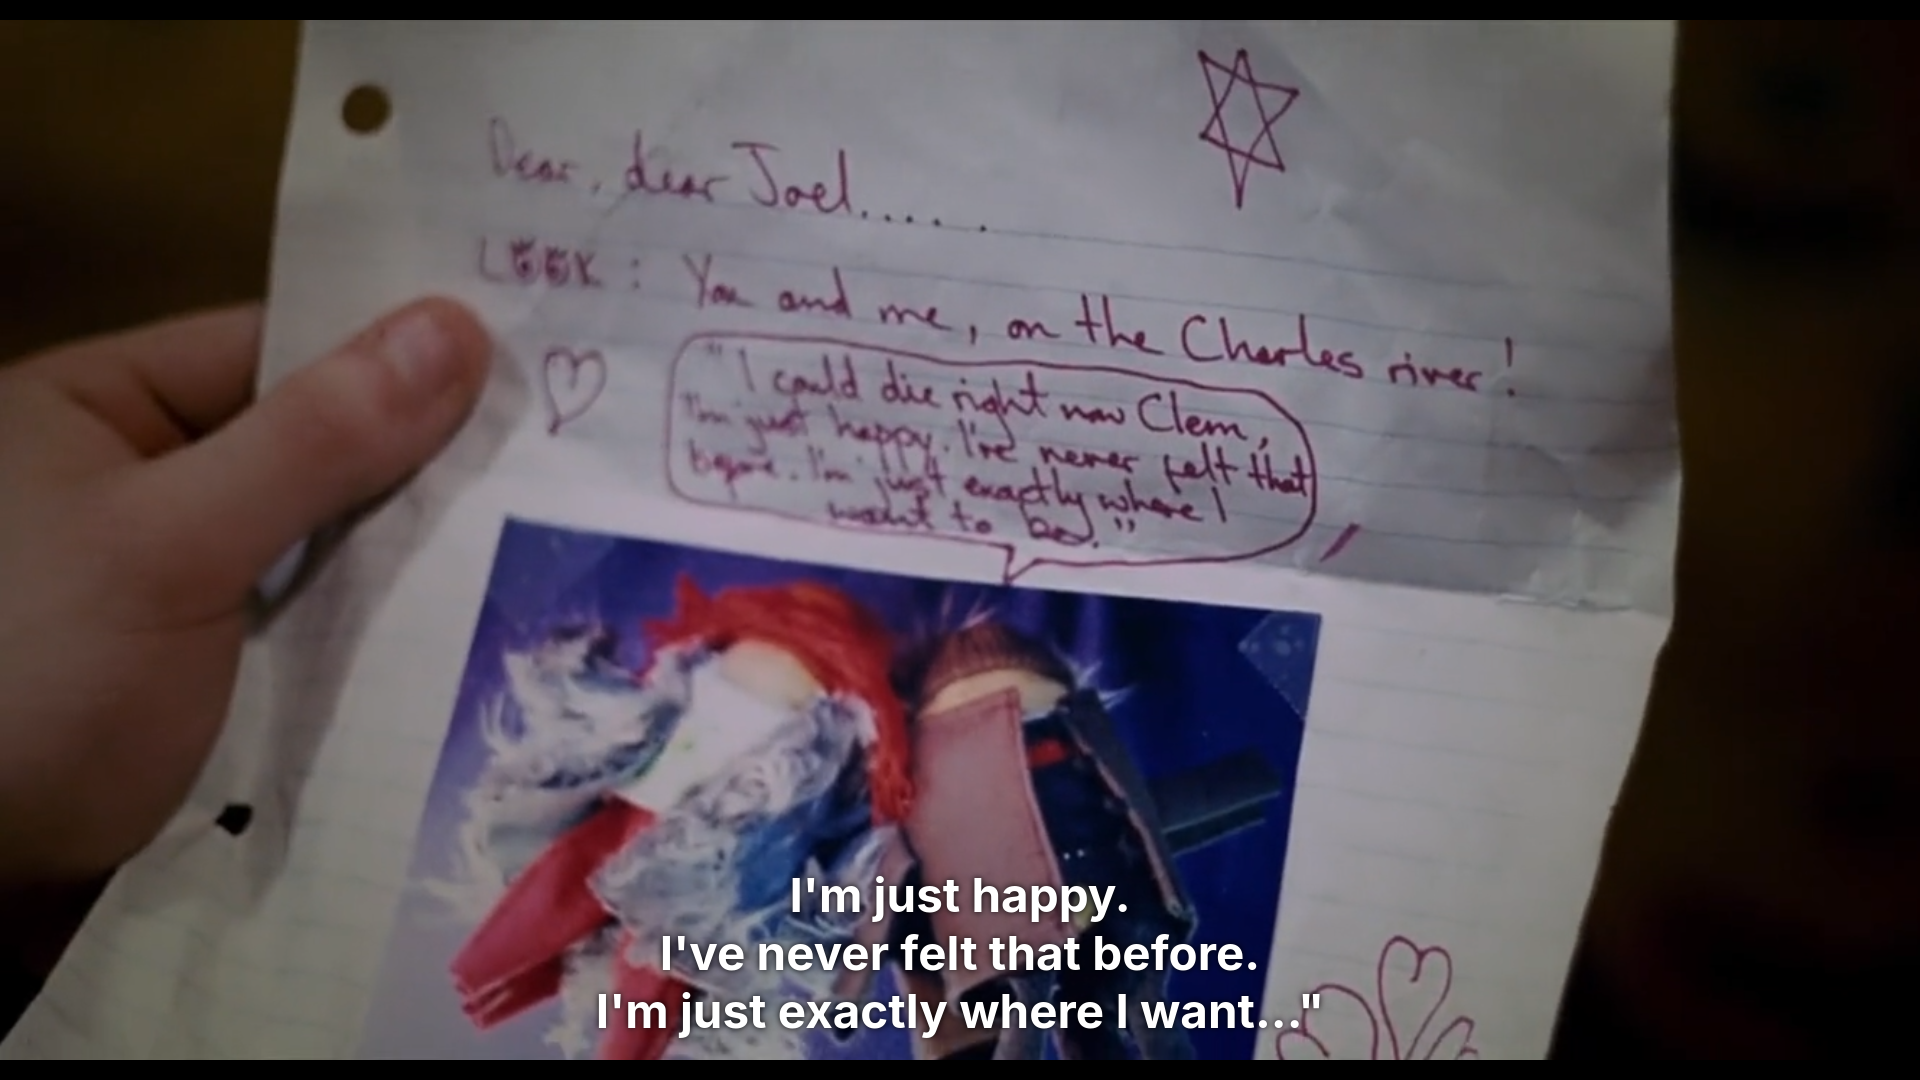 Dear, dear Joel.....
LOOK: You and me, on the Charles river!
"I could die right now Clem,
I'm just happy. I've never felt that
before. I'm just exactly where I
want to be."
I'm just happy.
I've never felt that before.
I'm just exactly where I want..."